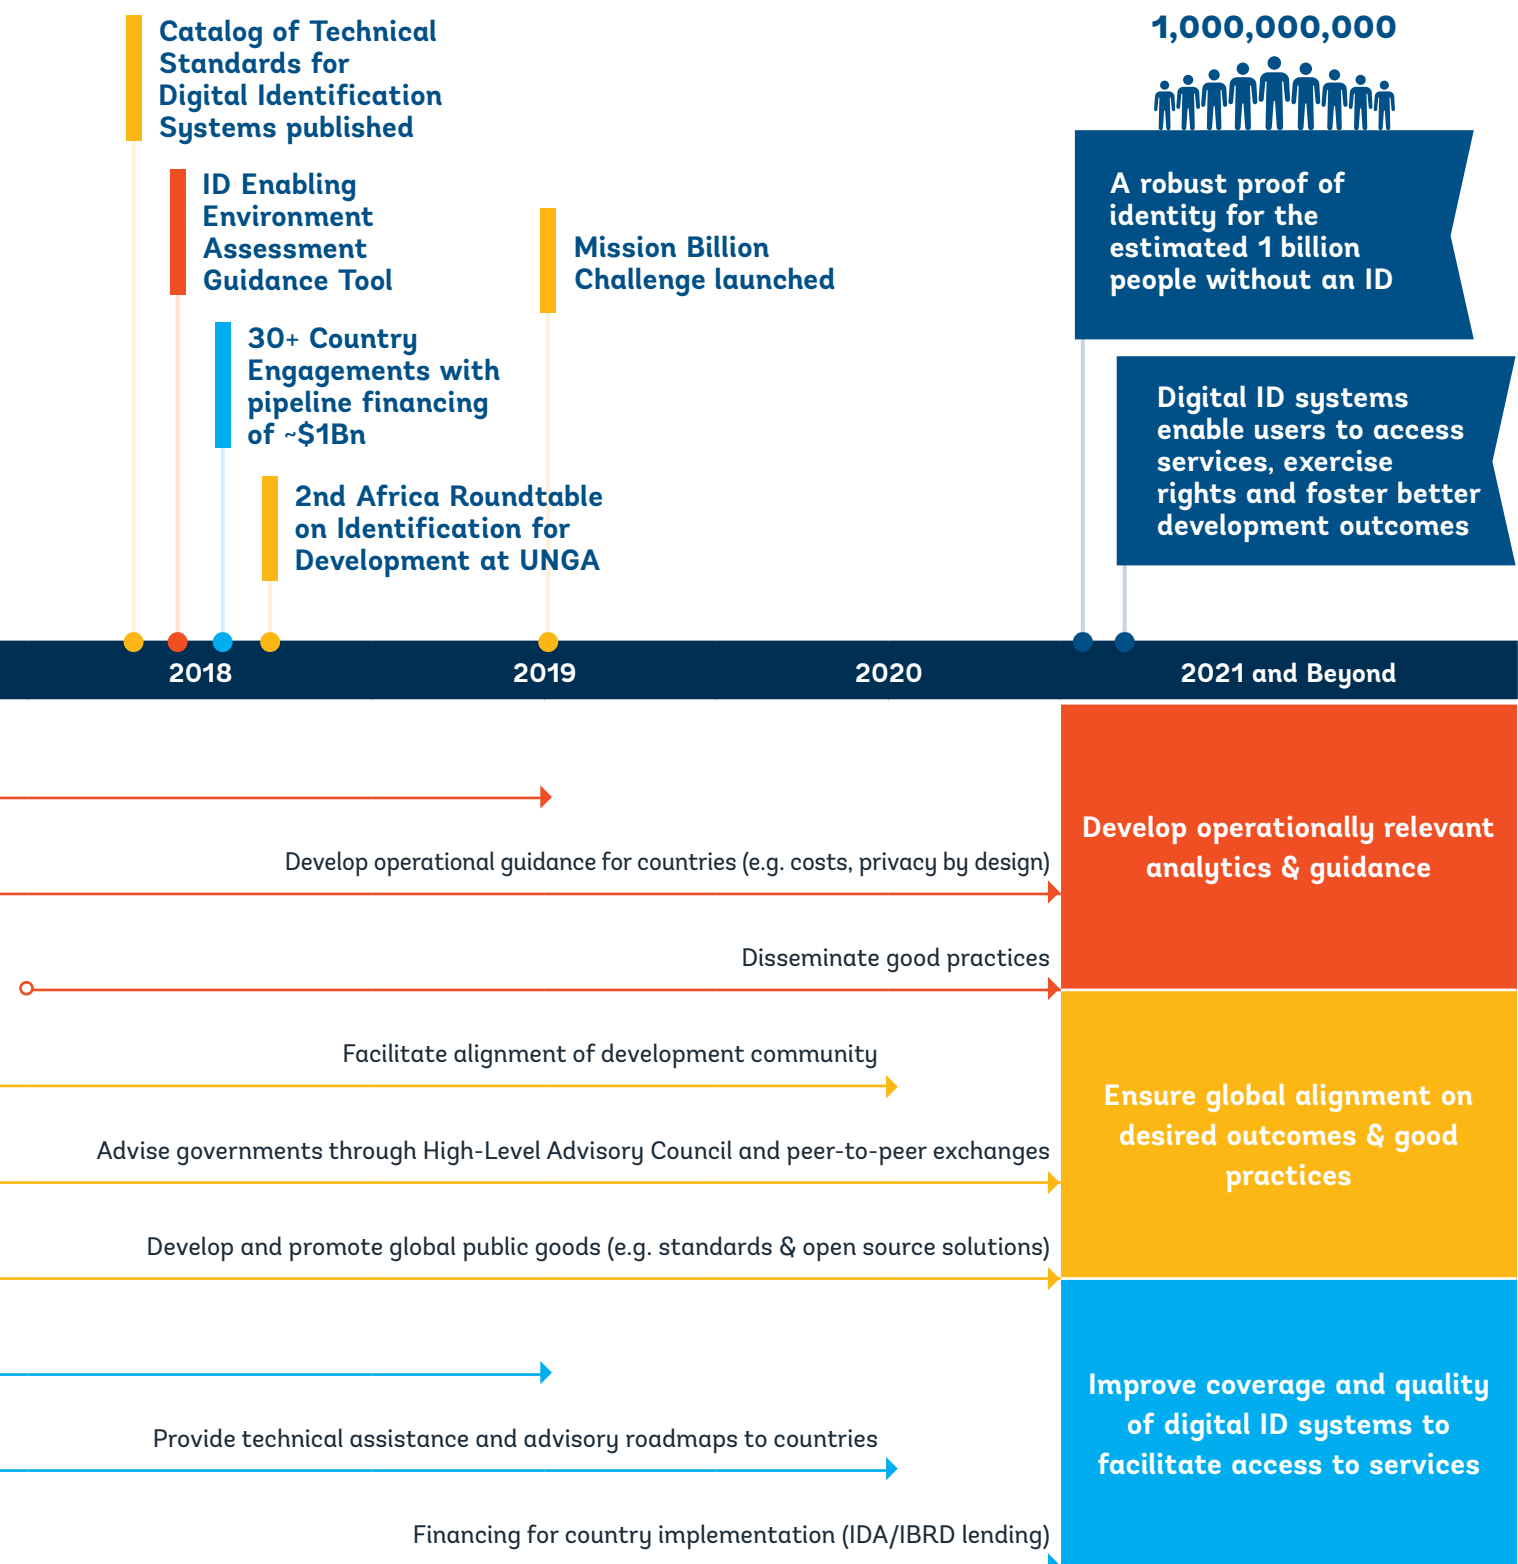 Catalog of Technical
Standards for
Digital Identification
Systems published
ID Enabling
Environment
Assessment
Guidance Tool
30+ Country
Engagements with
pipeline financing
of ~$1Bn
2nd Africa Roundtable
on Identification for
Development at UNGA
Mission Billion
Challenge launched
1,000,000,000
A robust proof of
identity for the
estimated 1 billion
people without an ID
Digital ID systems
enable users to access
services, exercise
rights and foster better
development outcomes
2018
2019
2020
2021 and Beyond
Develop operational guidance for countries (e.g. costs, privacy by design)
Disseminate good practices
Develop operationally relevant
analytics & guidance
Facilitate alignment of development community
Advise governments through High-Level Advisory Council and peer-to-peer exchanges
Develop and promote global public goods (e.g. standards & open source solutions)
Ensure global alignment on
desired outcomes & good
practices
Provide technical assistance and advisory roadmaps to countries
Financing for country implementation (IDA/IBRD lending)
Improve coverage and quality
of digital ID systems to
facilitate access to services